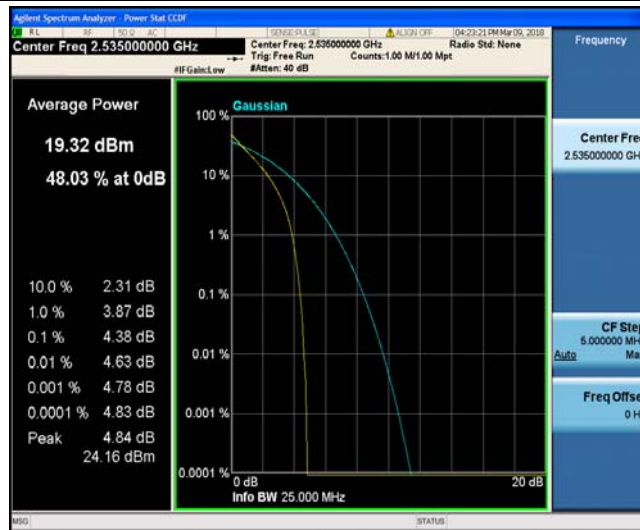 Agilent Spectrum Analyzer - Power Stat CCDF
RL RF 50 Ω AC SENSE:PULSE ALIGN OFF 04:23:21 PM Mar 09, 2018
Center Freq 2.535000000 GHz
Center Freq: 2.535000000 GHz Radio Std: None
Trig: Free Run Counts:1.00 M/1.00 Mpt
#IFGain:Low #Atten: 40 dB
Frequency
Average Power
19.32 dBm
48.03 % at 0dB
10.0 % 2.31 dB
1.0 % 3.87 dB
0.1 % 4.38 dB
0.01 % 4.63 dB
0.001 % 4.78 dB
0.0001 % 4.83 dB
Peak 4.84 dB
24.16 dBm
Gaussian
100 %
10 %
1 %
0.1 %
0.01 %
0.001 %
0.0001 %
0 dB 20 dB
Info BW 25.000 MHz
Center Fre
2.535000000 GH
CF Step
5.000000 MH
Auto Ma
Freq Offse
0 H
MSG STATUS